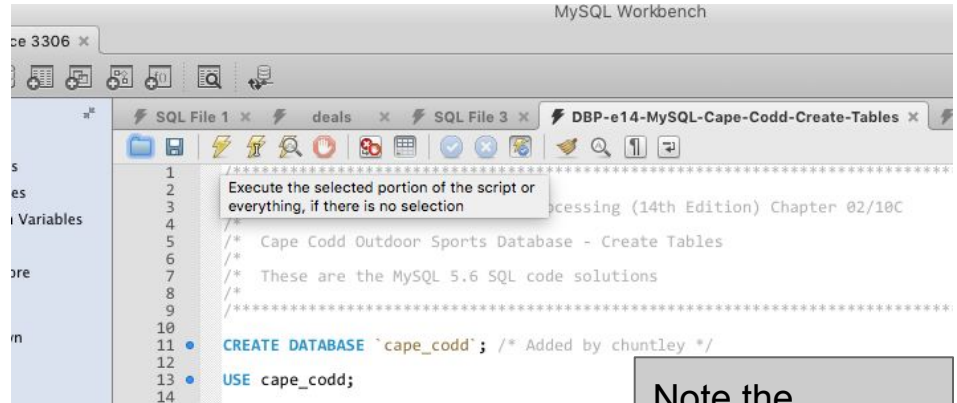 MySQL Workbench
ce 3306 ×
SQL File 1 × deals × SQL File 3 × DBP-e14-MySQL-Cape-Codd-Create-Tables ×
s
es
Variables
ore
wn
Execute the selected portion of the script or
everything, if there is no selection
1 /******************************************************************************
2
3 ocessing (14th Edition) Chapter 02/10C
4 /*
5 /* Cape Codd Outdoor Sports Database - Create Tables
6 /*
7 /* These are the MySQL 5.6 SQL code solutions
8 /*
9 /******************************************************************************
10
11 CREATE DATABASE `cape_codd`; /* Added by chuntley */
12
13 USE cape_codd;
14
Note the